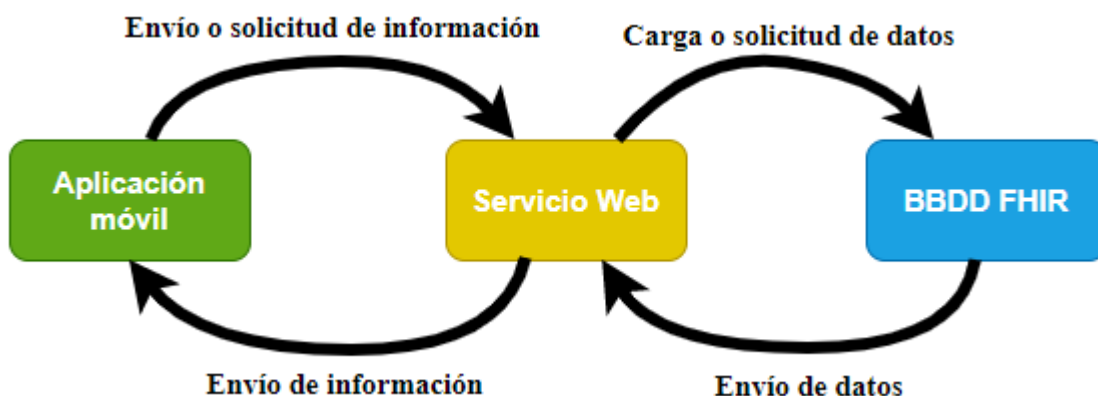 Envío o solicitud de información
Carga o solicitud de datos
Aplicación
móvil
Servicio Web
BBDD FHIR
Envío de información
Envío de datos